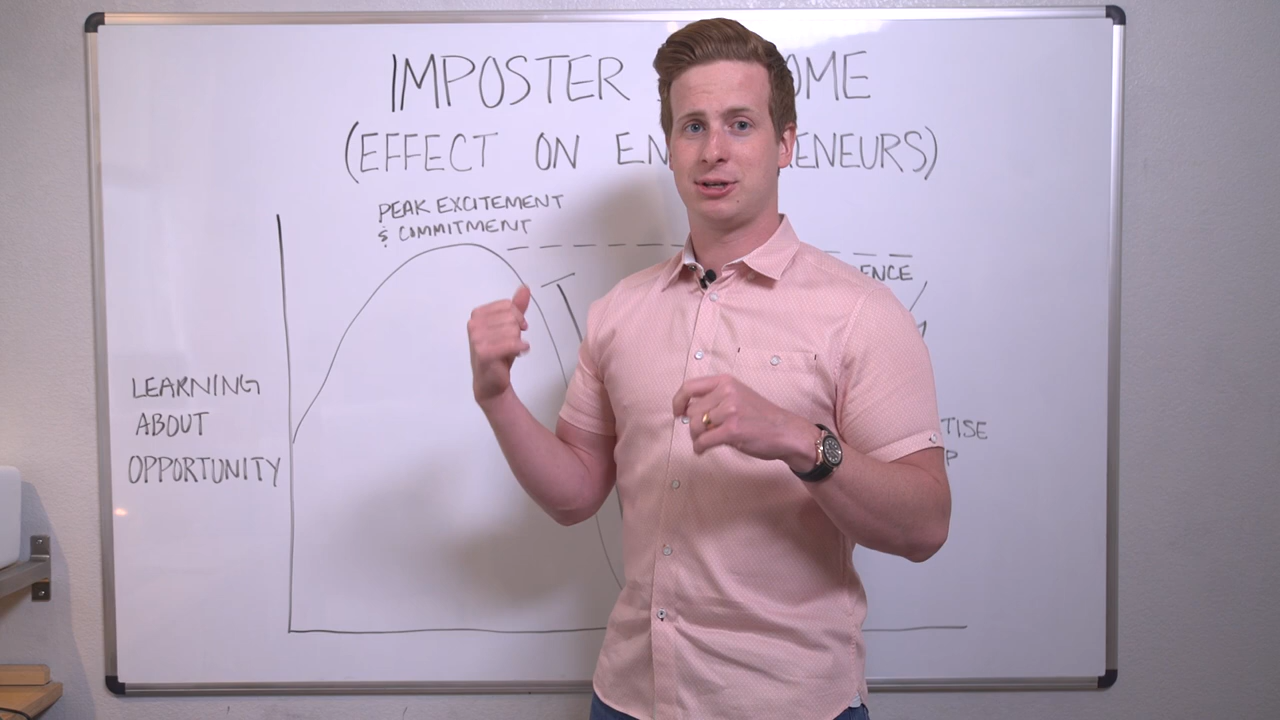 IMPOSTER OME
(EFFECT ON EN ENEURS)
PEAK EXCITEMENT
& COMMITMENT
ENCE
LEARNING
ABOUT
OPPORTUNITY
TISE
P